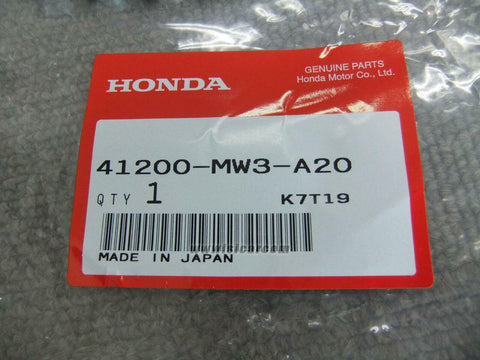 HONDA
GENUINE PARTS
Honda Motor Co., Ltd.
41200-MW3-A20
QTY 1 K7T19
MADE IN JAPAN